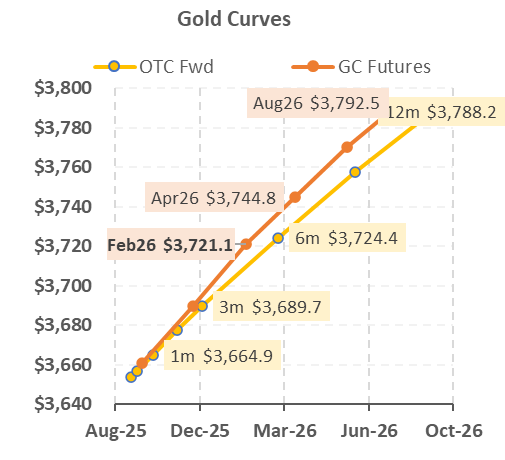 Gold Curves
OTC Fwd GC Futures
$3,800
Aug26 $3,792.5
12m $3,788.2
$3,780
$3,760
Apr26 $3,744.8
$3,740
6m $3,724.4
Feb26 $3,721.1
$3,720
$3,700
3m $3,689.7
$3,680
1m $3,664.9
$3,660
$3,640
Aug-25 Dec-25 Mar-26 Jun-26 Oct-26